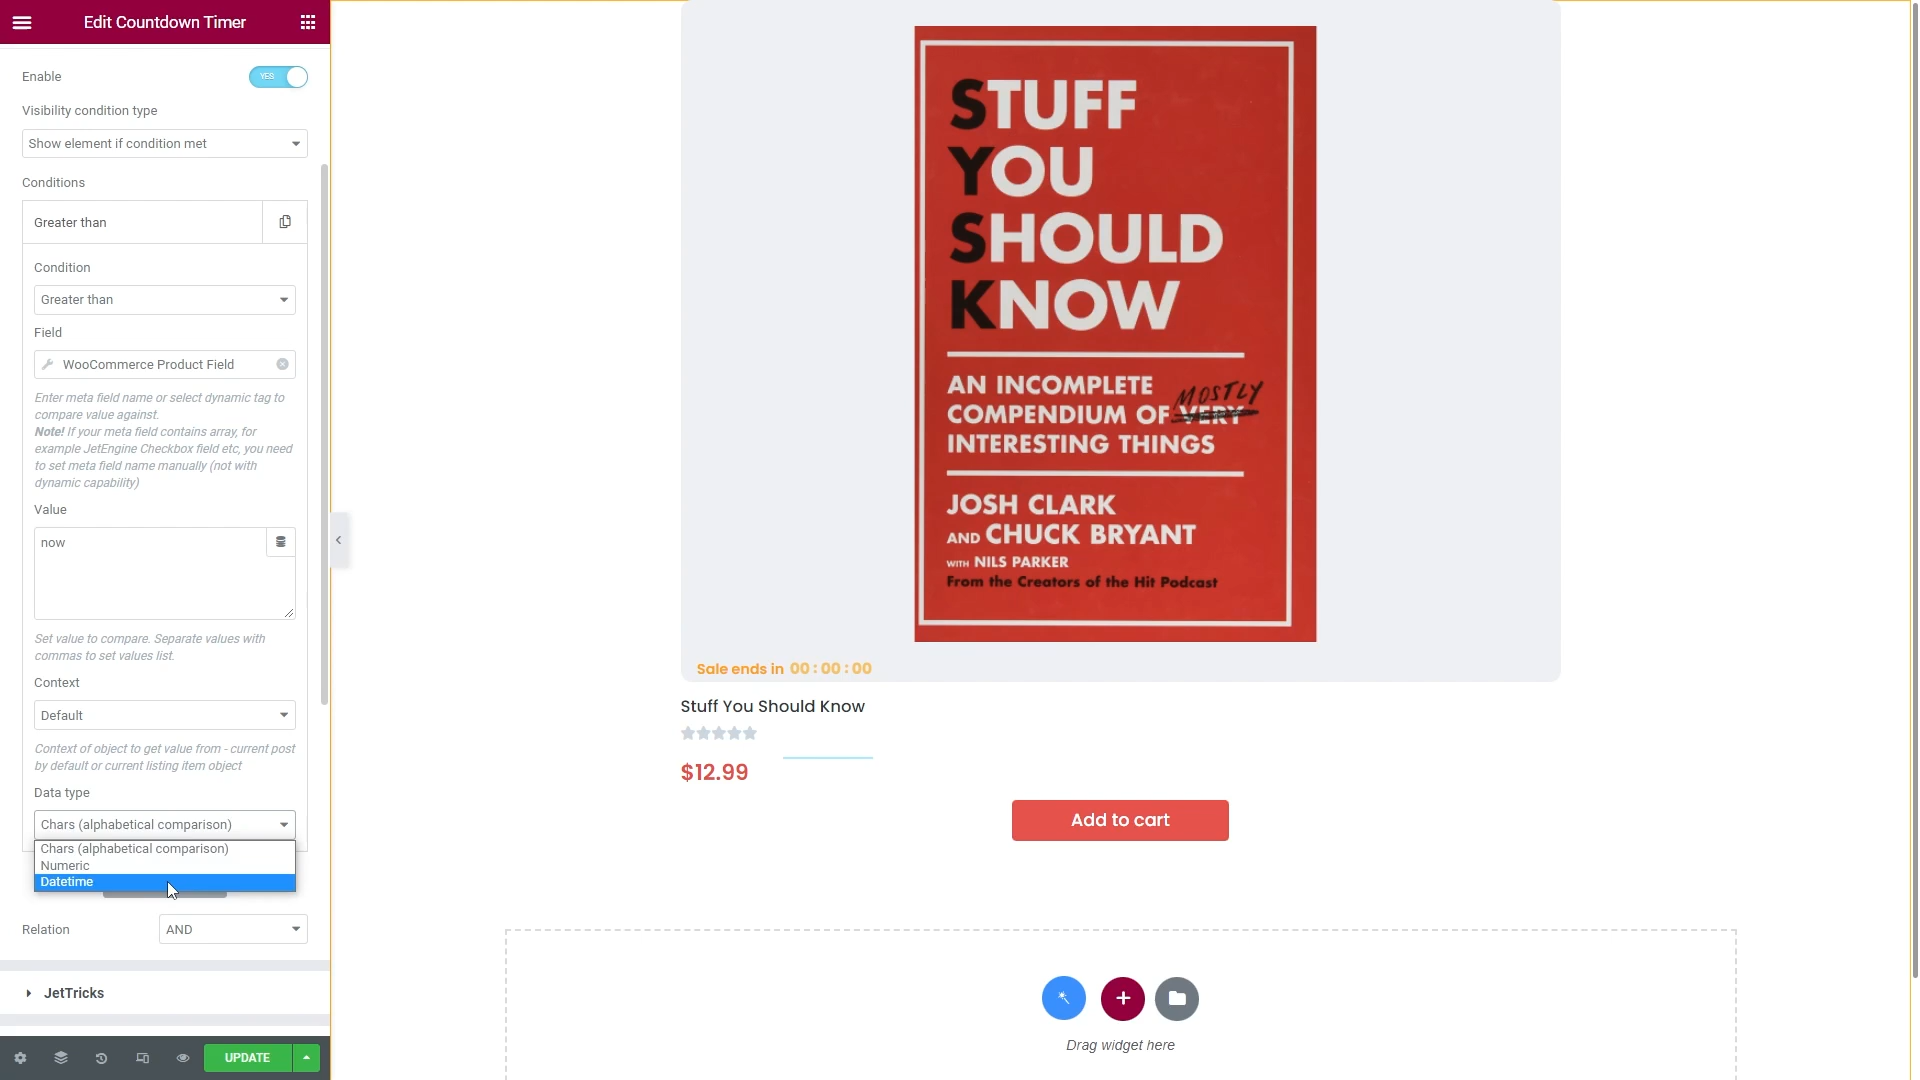 Edit Countdown Timer
Enable
YES
Visibility condition type
Show element if condition met
Conditions
Greater than
Condition
Greater than
Field
WooCommerce Product Field
Enter meta field name or select dynamic tag to
compare value against.
Note! If your meta field contains array, for
example JetEngine Checkbox field etc, you need
to set meta field name manually (not with
dynamic capability)
Value
now
Set value to compare. Separate values with
commas to set values list.
Context
Default
Context of object to get value from - current post
by default or current listing item object
Data type
Chars (alphabetical comparison)
Chars (alphabetical comparison)
Numeric
Datetime
Relation
AND
JetTricks
UPDATE
STUFF
YOU
SHOULD
KNOW
AN INCOMPLETE
MOSTLY
COMPENDIUM OF VERY
INTERESTING THINGS
JOSH CLARK
AND CHUCK BRYANT
WITH NILS PARKER
From the Creators of the Hit Podcast
Sale ends in 00 : 00 : 00
Stuff You Should Know
$12.99
Add to cart
Drag widget here